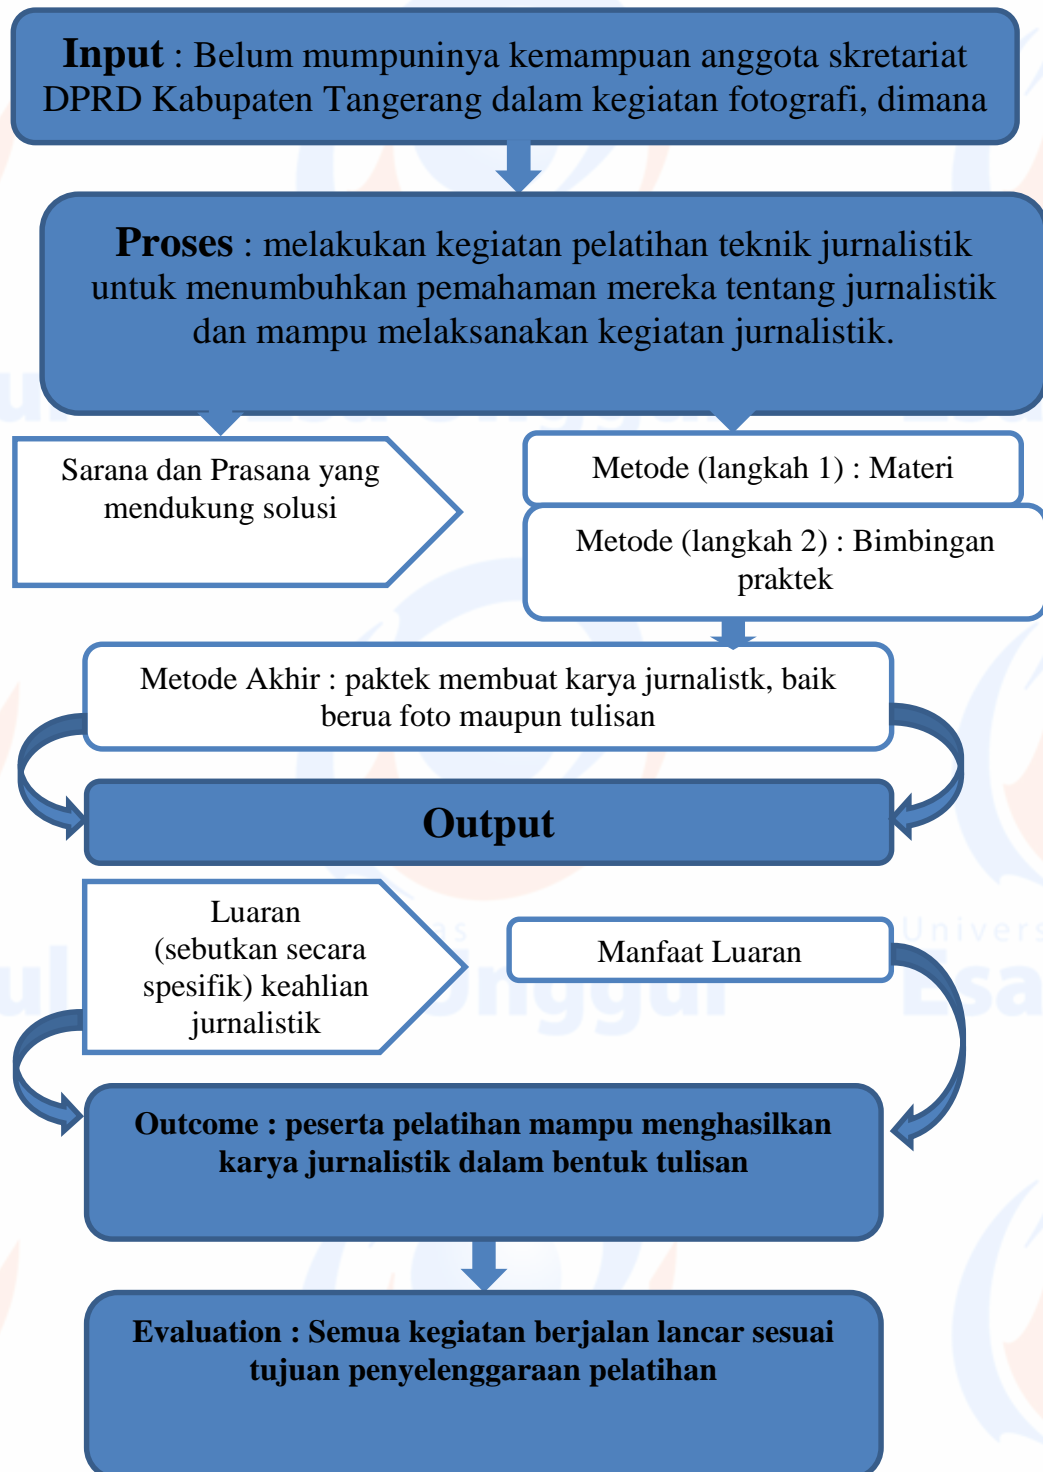 Input : Belum mumpuninya kemampuan anggota skretariat
DPRD Kabupaten Tangerang dalam kegiatan fotografi, dimana
Proses : melakukan kegiatan pelatihan teknik jurnalistik
untuk menumbuhkan pemahaman mereka tentang jurnalistik
dan mampu melaksanakan kegiatan jurnalistik.
Sarana dan Prasana yang
mendukung solusi
Metode (langkah 1) : Materi
Metode (langkah 2) : Bimbingan
praktek
Metode Akhir : paktek membuat karya jurnalistk, baik
berua foto maupun tulisan
Output
Luaran
(sebutkan secara
spesifik) keahlian
jurnalistik
Manfaat Luaran
Outcome : peserta pelatihan mampu menghasilkan
karya jurnalistik dalam bentuk tulisan
Evaluation : Semua kegiatan berjalan lancar sesuai
tujuan penyelenggaraan pelatihan